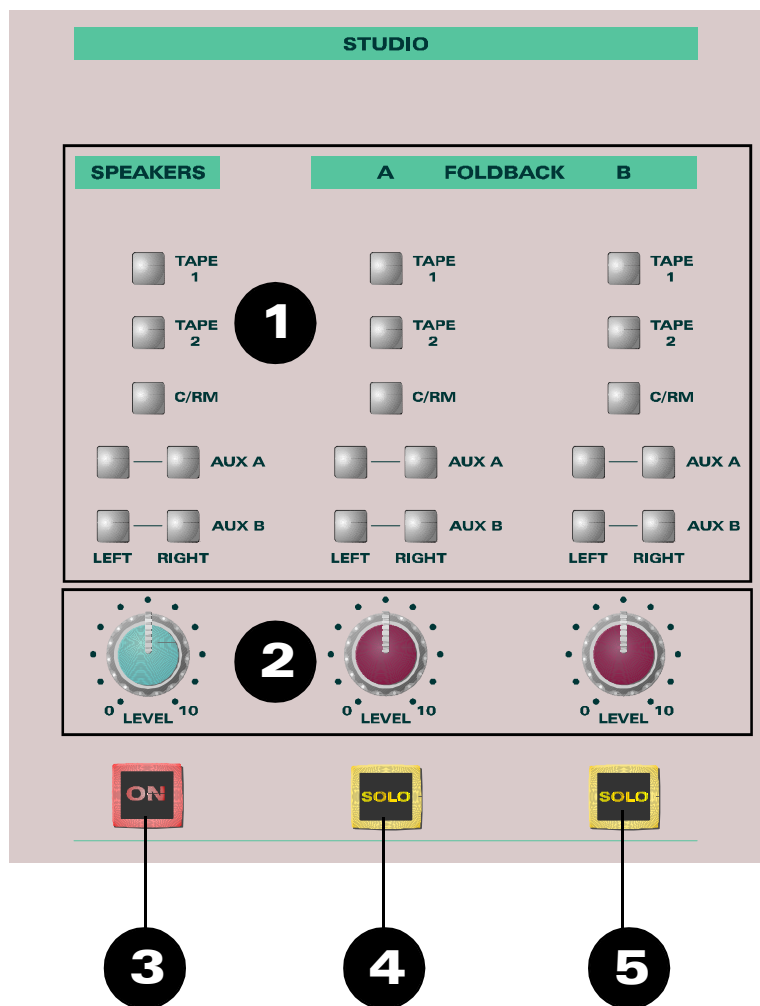 STUDIO
SPEAKERS
A FOLDBACK B
TAPE 1
TAPE 1
TAPE 1
1
TAPE 2
TAPE 2
TAPE 2
C/RM
C/RM
C/RM
AUX A
AUX A
AUX A
AUX B
AUX B
AUX B
LEFT RIGHT
LEFT RIGHT
LEFT RIGHT
2
0 LEVEL 10
0 LEVEL 10
0 LEVEL 10
ON
SOLO
SOLO
3
4
5